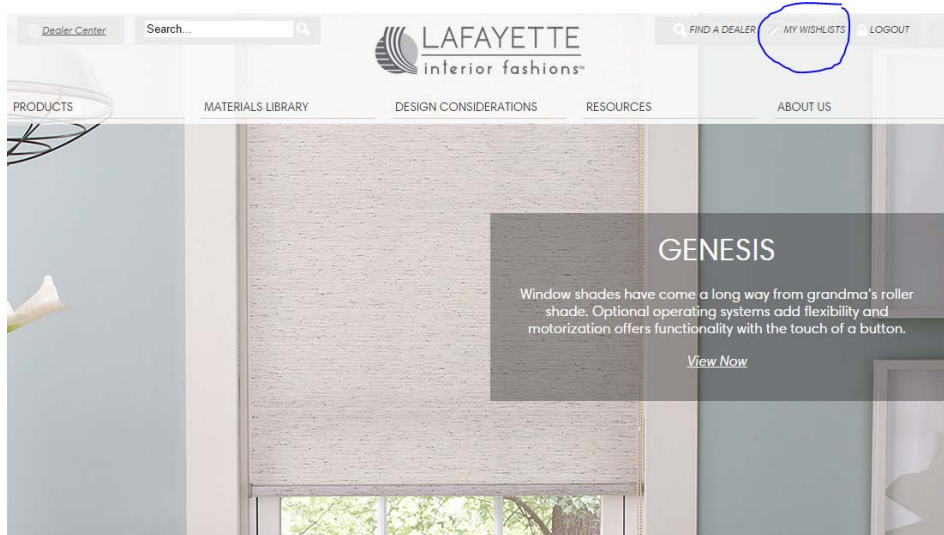 Dealer Center
Search...
LAFAYETTE
interior fashions℠
FIND A DEALER
MY WISHLISTS
LOGOUT
PRODUCTS
MATERIALS LIBRARY
DESIGN CONSIDERATIONS
RESOURCES
ABOUT US
GENESIS
Window shades have come a long way from grandma's roller
shade. Optional operating systems add flexibility and
motorization offers functionality with the touch of a button.
View Now